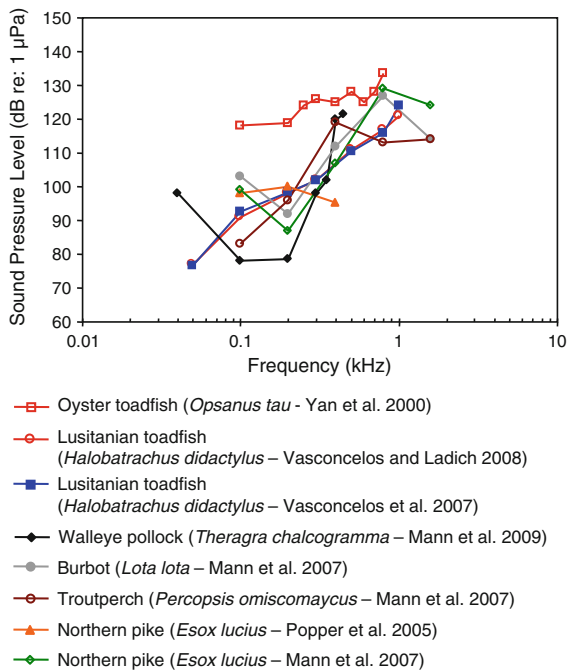 150
140
130
120
110
100
90
80
70
60
Sound Pressure Level (dB re: 1 µPa)
0.01 0.1 1 10
Frequency (kHz)
Oyster toadfish (Opsanus tau - Yan et al. 2000)
Lusitanian toadfish
(Halobatrachus didactylus – Vasconcelos and Ladich 2008)
Lusitanian toadfish
(Halobatrachus didactylus – Vasconcelos et al. 2007)
Walleye pollock (Theragra chalcogramma – Mann et al. 2009)
Burbot (Lota lota – Mann et al. 2007)
Troutperch (Percopsis omiscomaycus – Mann et al. 2007)
Northern pike (Esox lucius – Popper et al. 2005)
Northern pike (Esox lucius – Mann et al. 2007)